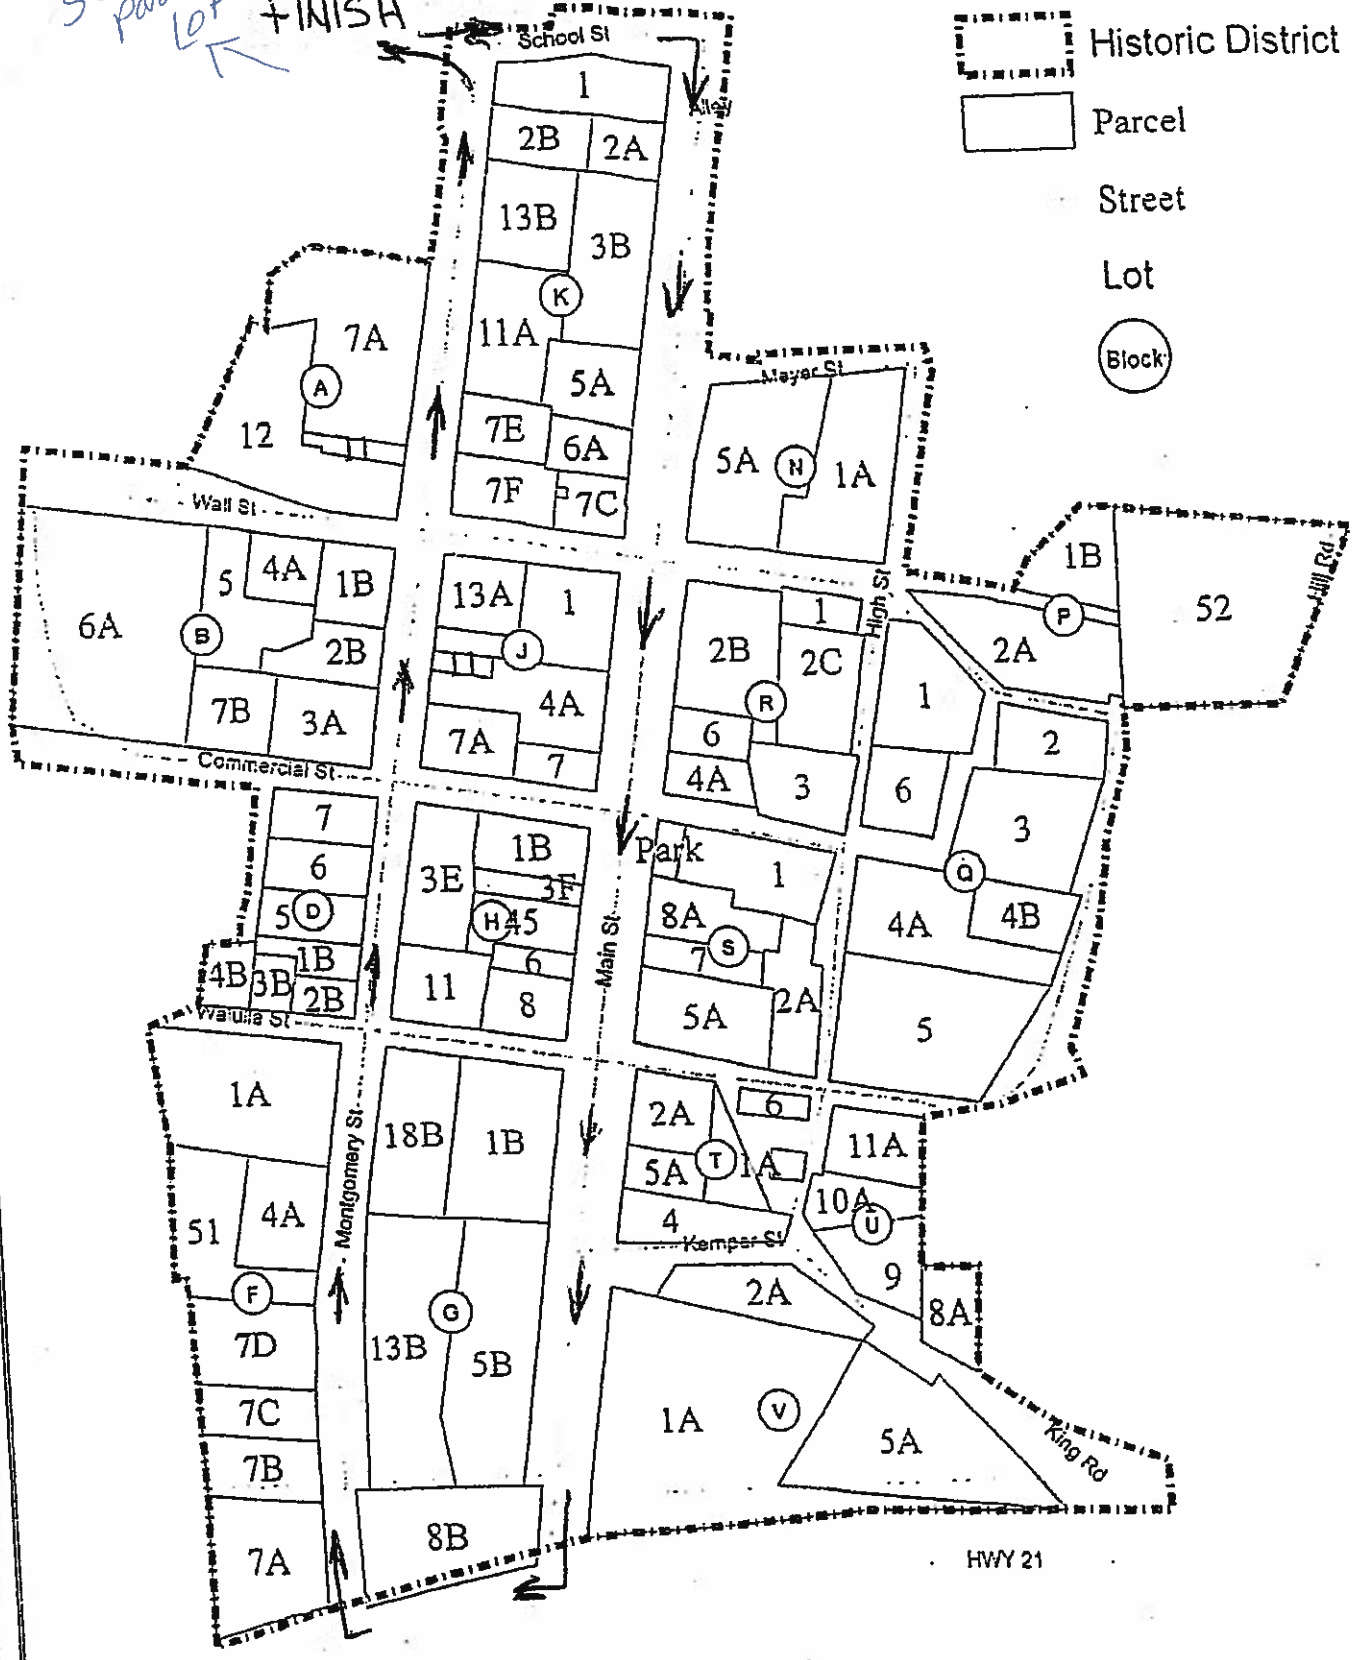 LOT
FINISH
School St
Historic District
1
Alley
Parcel
2B
2A
Street
13B
3B
Lot
K
7A
11A
Block
Mayer St
A
5A
12
7E
6A
5A
N
1A
7F
7C
Wall St
1B
Hill Rd
5
4A
1B
13A
1
High St
1
P
52
6A
B
2B
J
2B
2C
2A
7B
3A
4A
R
1
7A
7
6
2
Commercial St
4A
3
6
7
1B
Park
3
6
3E
3F
1
Q
5
D
H
45
8A
4A
4B
1B
6
Main St
7
S
4B
3B
2B
11
8
5A
2A
5
Walulla St
1A
6
18B
1B
2A
11A
Montgomery St
5A
T
1A
51
4A
4
10A
U
Kemper St
9
F
G
2A
8A
7D
13B
5B
7C
1A
V
5A
King Rd
7B
8B
7A
HWY 21